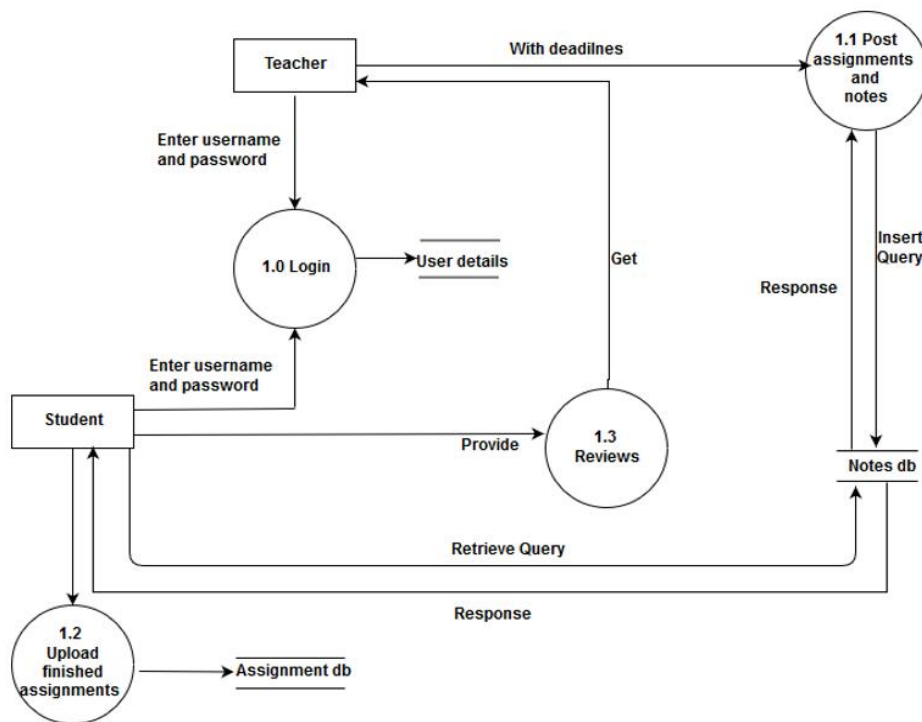 1.1 Post
assignments
and
notes
With deadilnes
Teacher
Enter username
and password
1.0 Login
User details
Get
Insert
Query
Response
Enter username
and password
Student
Provide
1.3
Reviews
Notes db
Retrieve Query
Response
1.2
Upload
finished
assignments
Assignment db